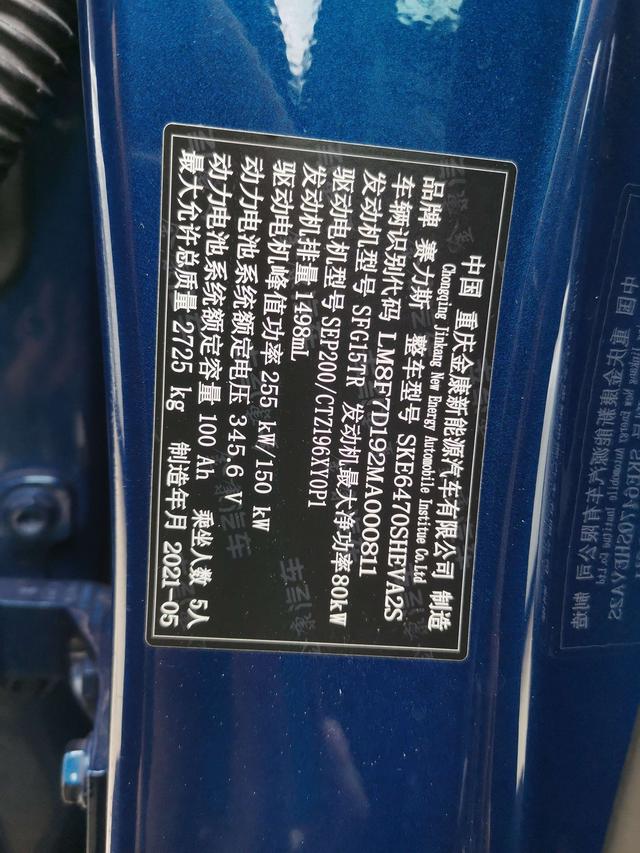 中国 重庆金康新能源汽车有限公司 制造
Chongqing Jinkang New Energy Automobile Institue Co.Ltd
品牌 赛力斯 整车型号 SKE6470SHEVA2S
车辆识别代码 LM8F7D192MA000811
发动机型号 SFG15TR 发动机最大净功率80kW
驱动电机型号 SEP200/CTZ196XY0P1
发动机排量 1498mL
驱动电机峰值功率 255 kW/150 kW
动力电池系统额定电压 345.6 V
动力电池系统额定容量 100 Ah 乘坐人数 5人
最大允许总质量 2725 kg 制造年月 2021-05